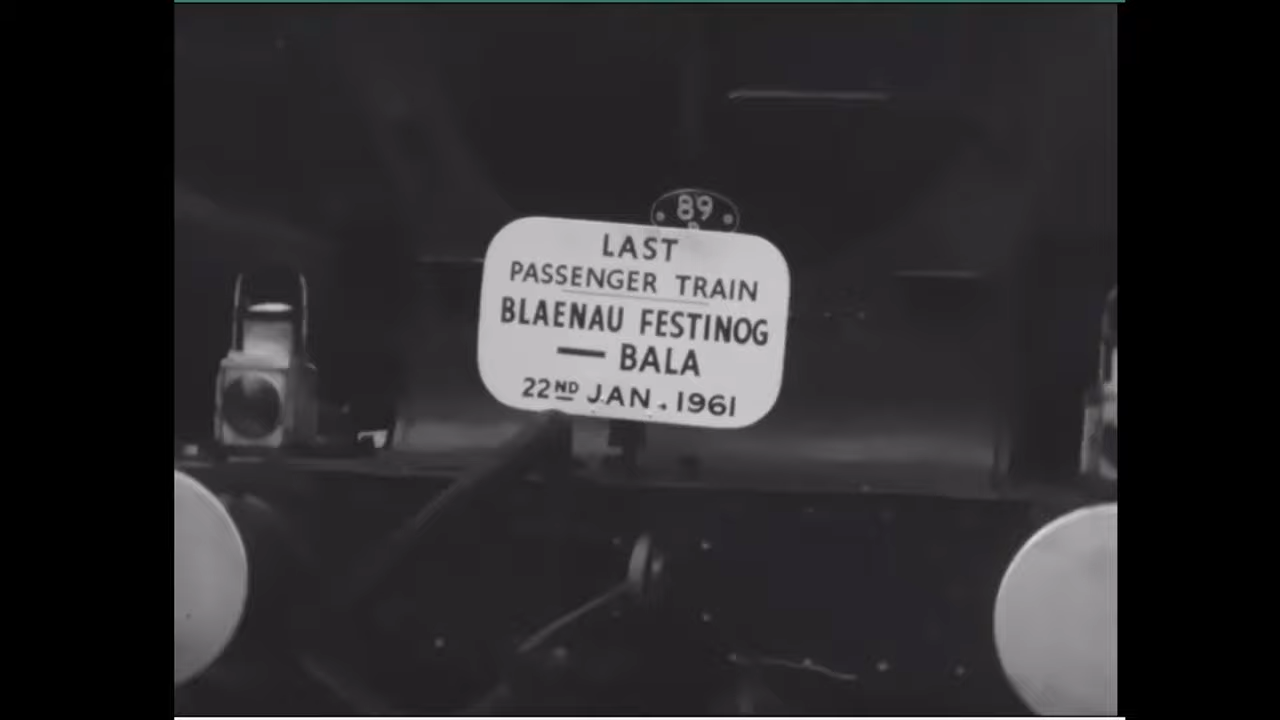 89
LAST
PASSENGER TRAIN
BLAENAU FESTINOG
— BALA
22ND JAN. 1961